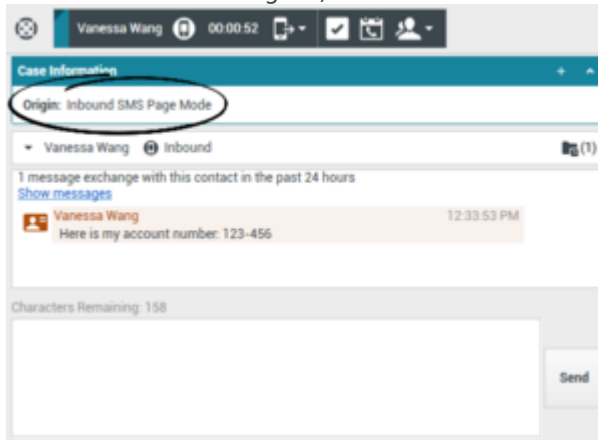 Vanessa Wang 00:00:52
Case Information
Origin: Inbound SMS Page Mode
Vanessa Wang Inbound (1)
1 message exchange with this contact in the past 24 hours
Show messages
Vanessa Wang 12:33:53 PM
Here is my account number: 123-456
Characters Remaining: 158
Send